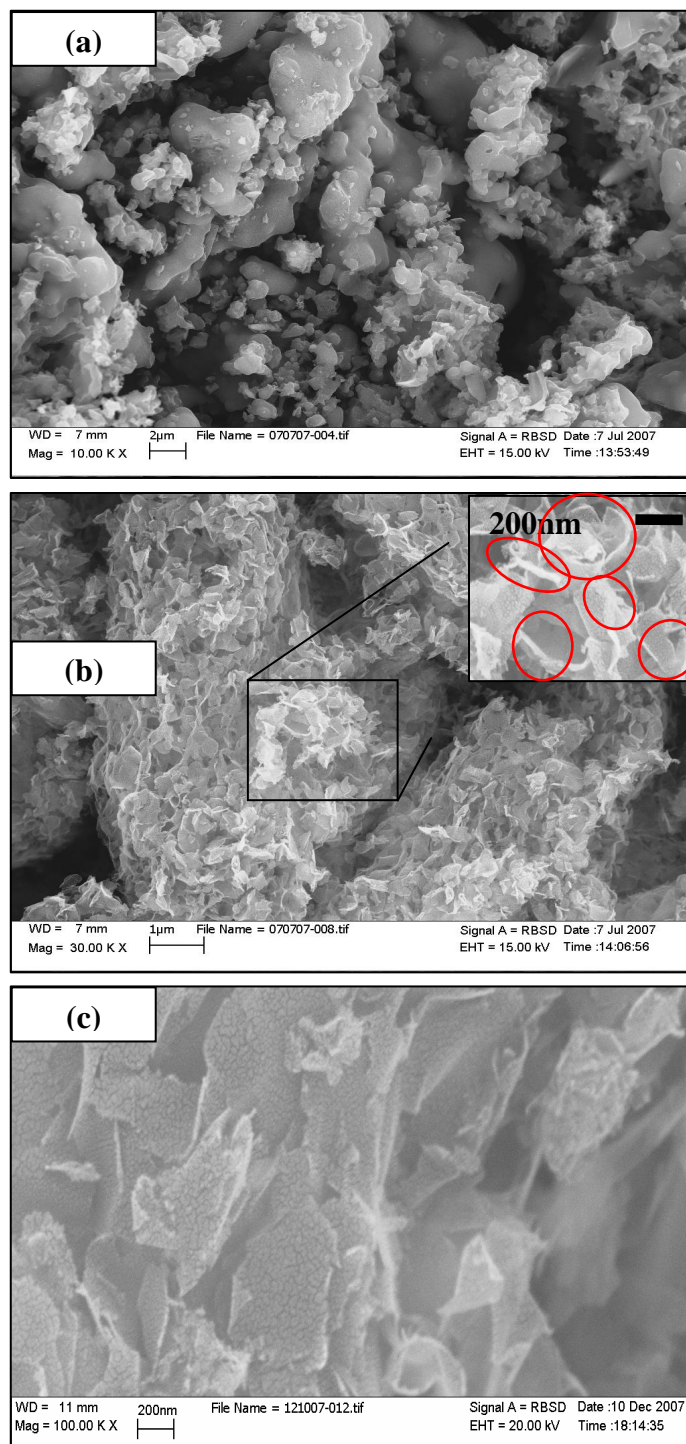 (a)
WD = 7 mm 2µm File Name = 070707-004.tif Signal A = RBSD Date :7 Jul 2007
Mag = 10.00 K X EHT = 15.00 kV Time :13:53:49
200nm
(b)
WD = 7 mm 1µm File Name = 070707-008.tif Signal A = RBSD Date :7 Jul 2007
Mag = 30.00 K X EHT = 15.00 kV Time :14:06:56
(c)
WD = 11 mm 200nm File Name = 121007-012.tif Signal A = RBSD Date :10 Dec 2007
Mag = 100.00 K X EHT = 20.00 kV Time :18:14:35